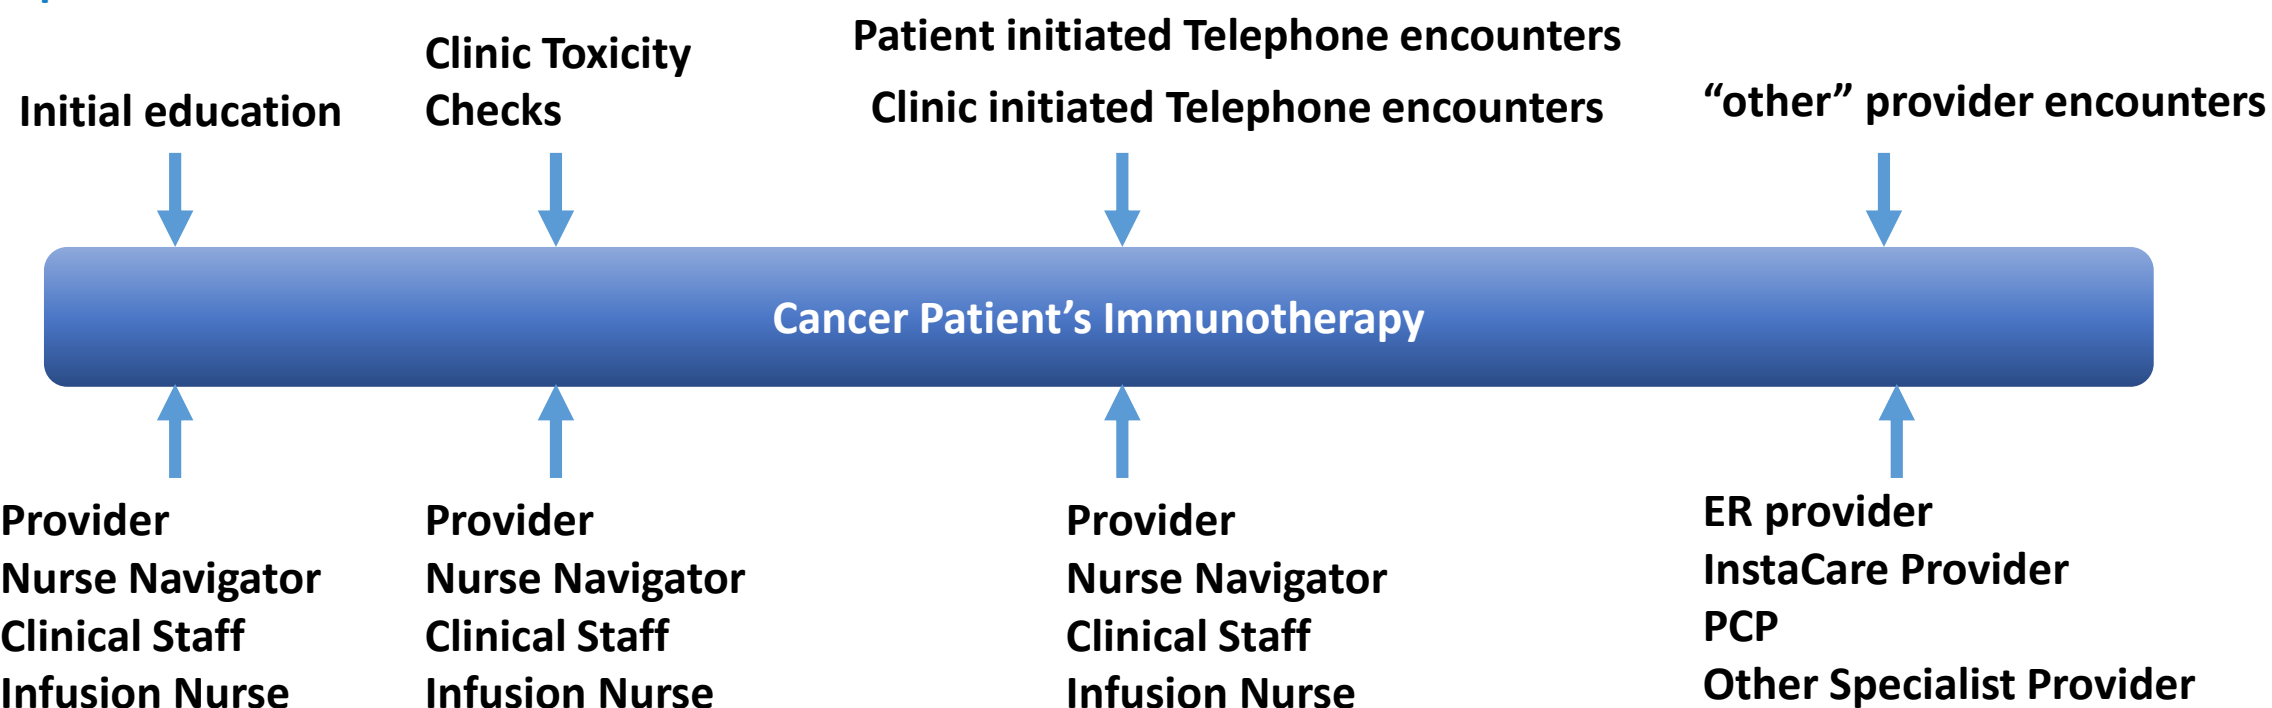 Initial education
Clinic Toxicity
Checks
Patient initiated Telephone encounters
Clinic initiated Telephone encounters
“other” provider encounters
Cancer Patient’s Immunotherapy
Provider
Nurse Navigator
Clinical Staff
Infusion Nurse
Provider
Nurse Navigator
Clinical Staff
Infusion Nurse
Provider
Nurse Navigator
Clinical Staff
Infusion Nurse
ER provider
InstaCare Provider
PCP
Other Specialist Provider